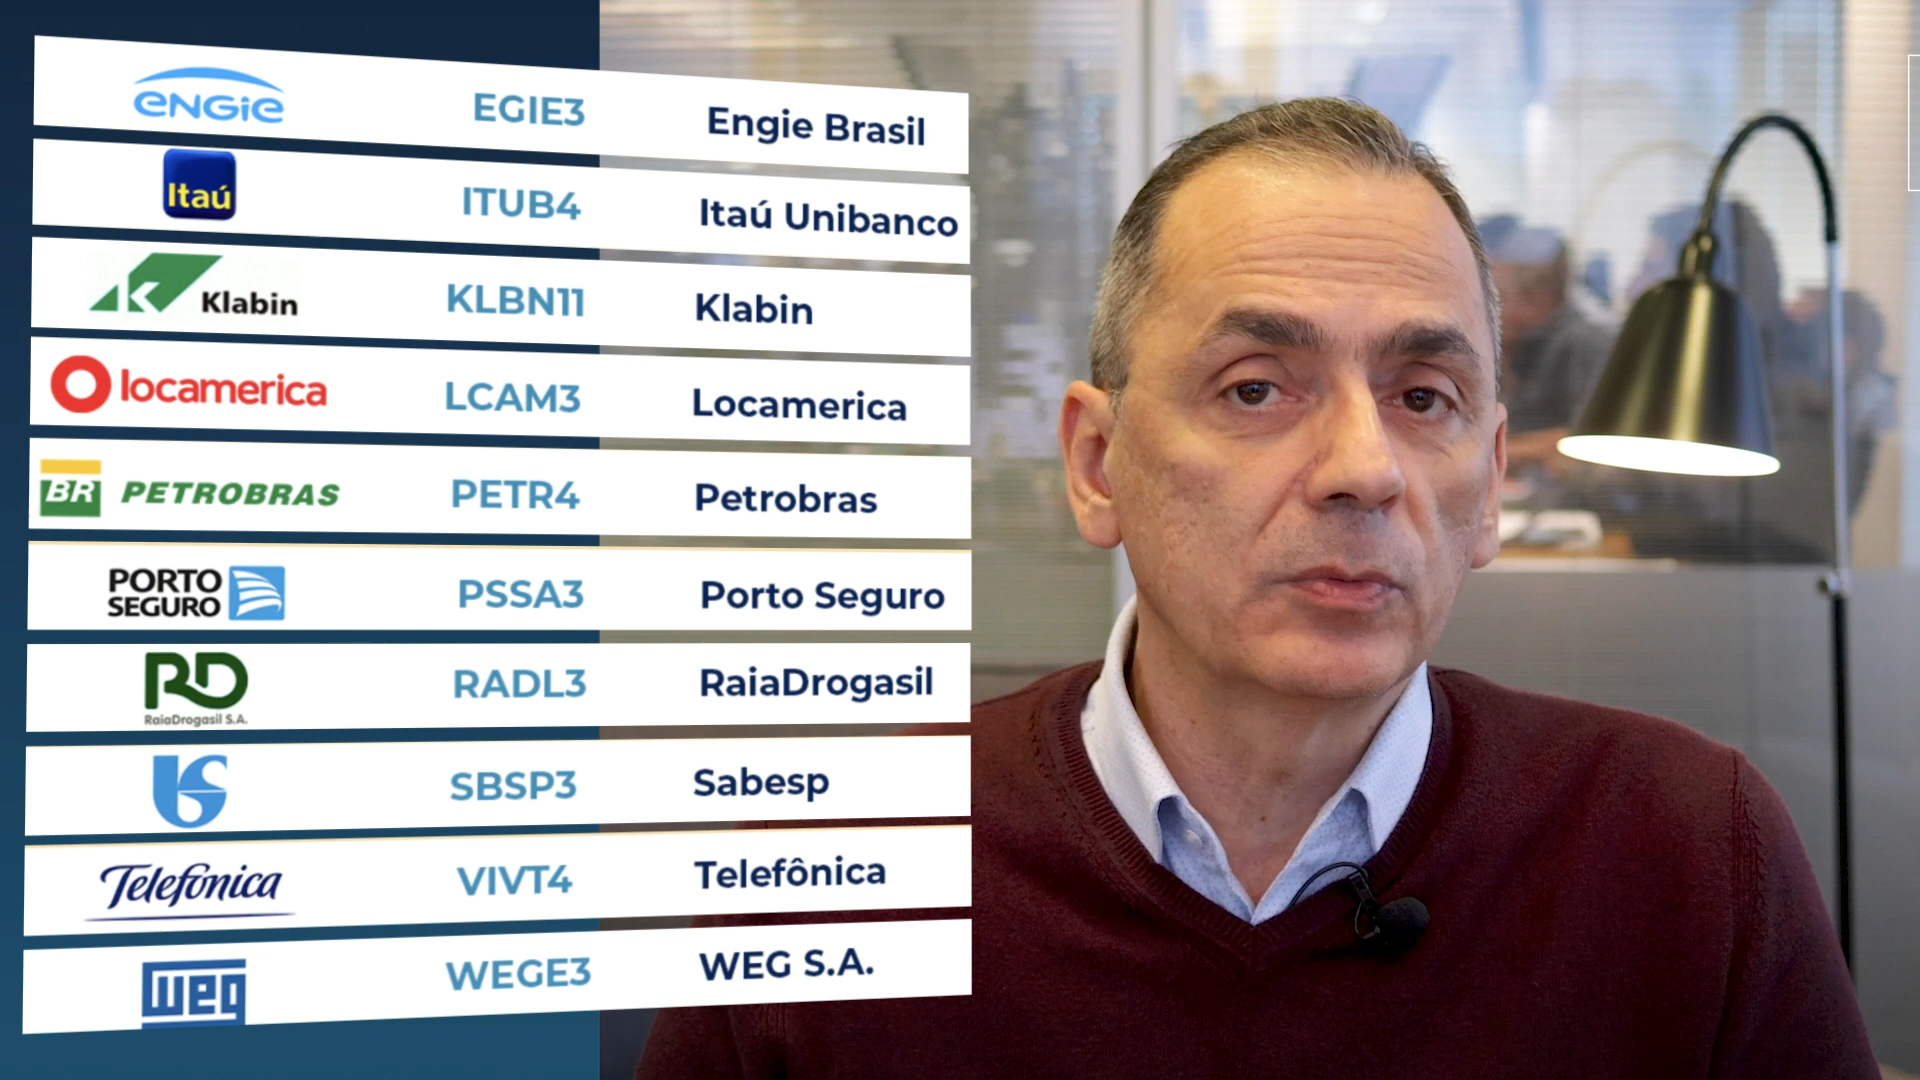 ENGIE EGIE3 Engie Brasil
Itaú ITUB4 Itaú Unibanco
Klabin KLBN11 Klabin
locamerica LCAM3 Locamerica
BR PETROBRAS PETR4 Petrobras
PORTO
SEGURO PSSA3 Porto Seguro
RD RADL3 RaiaDrogasil
RaiaDrogasil S.A.
SBSP3 Sabesp
Telefónica VIVT4 Telefônica
weg WEGE3 WEG S.A.